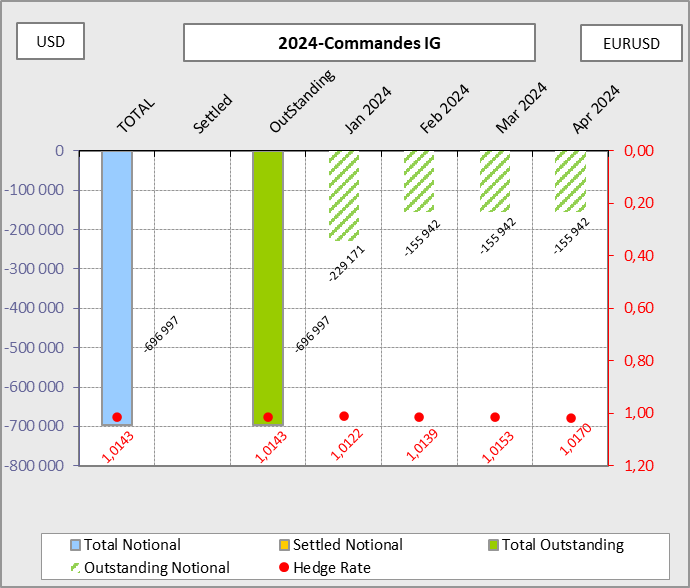 USD
2024-Commandes IG
EURUSD
TOTAL
Settled
OutStanding
Jan 2024
Feb 2024
Mar 2024
Apr 2024
0
-100 000
-200 000
-300 000
-400 000
-500 000
-600 000
-700 000
-800 000
0,00
0,20
0,40
0,60
0,80
1,00
1,20
-696 997
-696 997
-229 171
-155 942
-155 942
-155 942
1,0143
1,0143
1,0122
1,0139
1,0153
1,0170
Total Notional
Settled Notional
Total Outstanding
Outstanding Notional
Hedge Rate